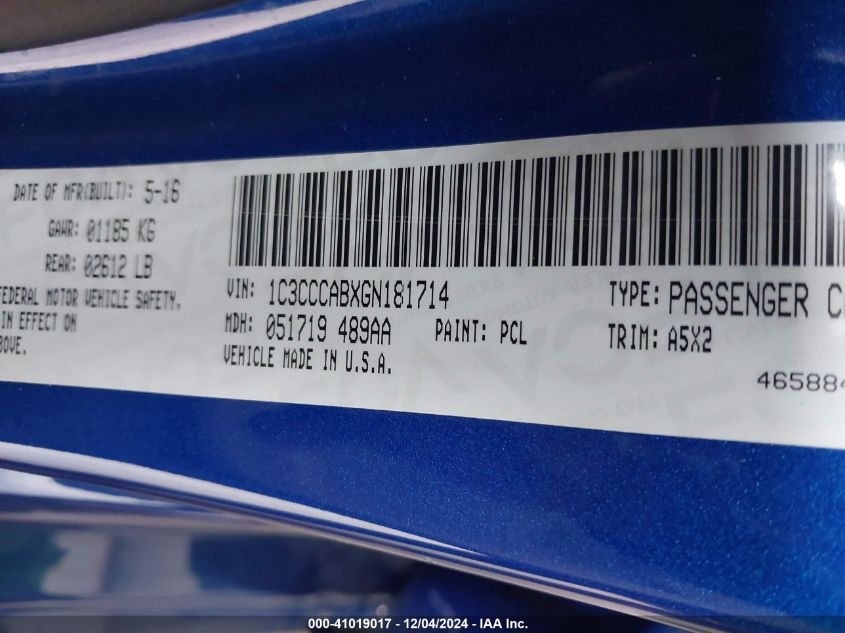 DATE OF MFR(BUILT): 5-16
GAWR: 01185 KG
REAR: 02612 LB
FEDERAL MOTOR VEHICLE SAFETY.
IN EFFECT ON
VIN: 1C3CCCABXGN181714
TYPE: PASSENGER
MDH: 051719 489AA PAINT: PCL
TRIM: A5X2
VEHICLE MADE IN U.S.A.
46588
000-41019017 - 12/04/2024 - IAA Inc.